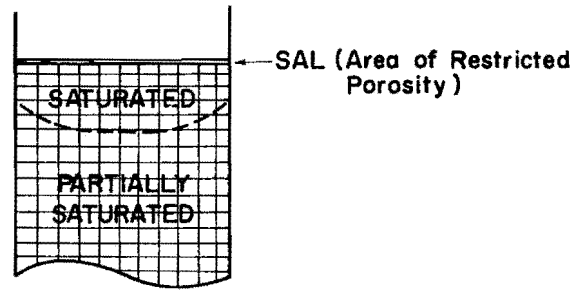 SAL (Area of Restricted
Porosity)
SATURATED
PARTIALLY
SATURATED